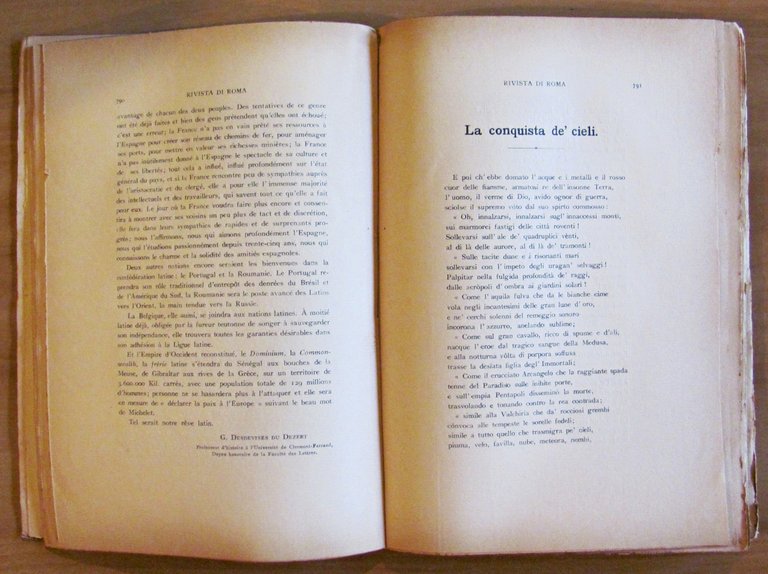 790
RIVISTA DI ROMA
avantage de chacun des deux peuples. Des tentatives de ce genre
ont été déjà faites et bien des gens prétendent qu'elles ont échoué;
c'est une erreur; la France n'a pas en vain prêté ses ressources à
l'Espagne pour créer son réseau de chemins de fer, pour aménager
ses ports, pour mettre en valeur ses richesses minières; la France
n'a pas inutilement donné à l'Espagne le spectacle de sa culture et
de ses libertés; tout cela a influé, influé profondément sur l'état
général du pays, et si la France rencontre peu de sympathies auprès
de l'aristocratie et du clergé, elle a pour elle l'immense majorité
des intellectuels et des travailleurs, qui savent tout ce qu'elle a fait
pour eux. Le jour où la France voudra faire plus encore et consen-
tira à montrer avec ses voisins un peu plus de tact et de discrétion,
elle fera dans leurs sympathies de rapides et de surprenants pro-
grès; nous l'affirmons, nous qui aimons profondément l'Espagne,
nous qui l'étudions passionnément depuis trente-cinq ans, nous qui
connaissons le charme et la solidité des amitiés espagnoles.
Deux autres nations encore seraient les bienvenues dans la
confédération latine: le Portugal et la Roumanie. Le Portugal re-
prendra son rôle traditionnel d'entrepôt des denrées du Brésil et
de l'Amérique du Sud, la Roumanie sera le poste avancé des Latins
vers l'Orient, la main tendue vers la Russie.
La Belgique, elle aussi, se joindra aux nations latines. À moitié
latine déjà, obligée par la fureur teutonne de songer à sauvegarder
son indépendance, elle trouvera toutes les garanties désirables dans
son adhésion à la Ligue latine.
Et l'Empire d'Occident reconstitué, le Dominium, la Common-
wealth, la frérie latine s'étendra du Sénégal aux bouches de la
Meuse, de Gibraltar aux rives de la Grèce, sur un territoire de
3.600.000 Kil. carrés, avec une population totale de 129 millions
d'hommes; personne ne se hasardera plus à l'attaquer et elle sera
en mesure de « déclarer la paix à l'Europe » suivant le beau mot
de Michelet.
Tel serait notre rêve latin.
G. DESDEVISES DU DEZERT
Professeur d'histoire à l'Université de Clermont-Ferrand,
Doyen honoraire de la Faculté des Lettres.
RIVISTA DI ROMA
791
La conquista de' cieli.
E poi ch'ebbe domato l'acque e i metalli e il rosso
cuor delle fiamme, armatosi re dell'insonne Terra,
l'uomo, il verme di Dio, avido ognor di guerra,
sciolse il supremo vóto dal suo spirto commosso:
« Oh, innalzarsi, innalzarsi sugl'innaccessi monti,
sui marmorei fastigi delle città roventi!
Sollevarsi sull'ale de' quadruplici vènti,
al di là delle aurore, al di là de' tramonti!
« Sulle tacite dune e i risonanti mari
sollevarsi con l'impeto degli uragan' selvaggi!
Palpitar nella fulgida profondità de' raggi,
dalle acròpoli d'ombra ai giardini solari!
« Come l'aquila fulva che da le bianche cime
vola negli incantesimi delle gran lane d'oro,
e ne' cerchi solenni del remeggio sonoro
incorona l'azzurro, anelando sublime;
« Come sul gran cavallo, ricco di spume e d'ali,
nacque l'eroe dal tragico sangue della Medusa,
e alla notturna vôlta di porpora soffusa
trasse la desiata figlia degl'Immortali;
« Come il crucciato Arcangelo che la raggiante spada
tenne del Paradiso sulle inibite porte,
e sull'empia Pentapoli dissemino la morte,
trasvolando e tonando contro la rea contrada;
« simile alla Valchiria che da' rocciosi grembi
convoca alle tempeste le sorelle fedeli;
simile a tutto quello che trasmigra pe' cieli,
piuma, velo, favilla, nube, meteora, nembi,